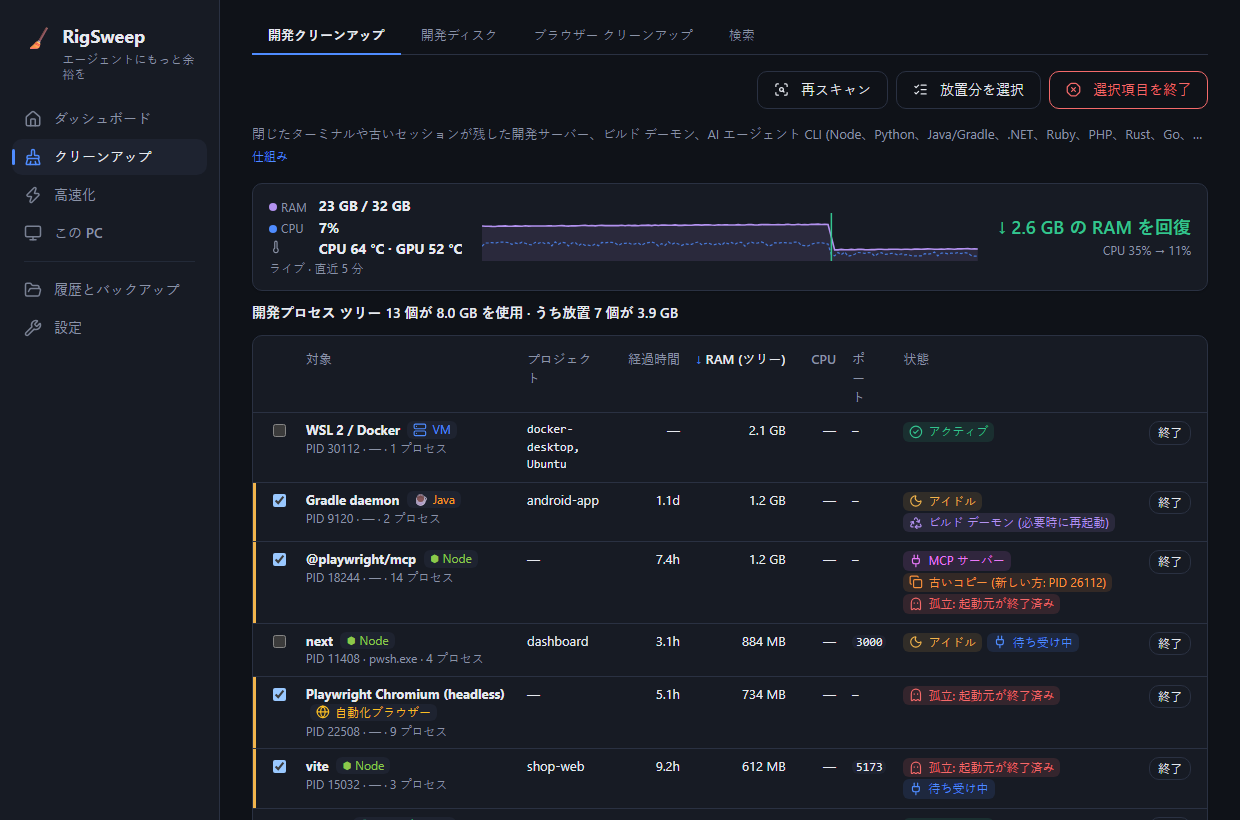 RigSweep
エージェントにもっと余
裕を
ダッシュボード
クリーンアップ
高速化
この PC
履歴とバックアップ
設定
開発クリーンアップ
開発ディスク
ブラウザー クリーンアップ
検索
再スキャン
放置分を選択
選択項目を終了
閉じたターミナルや古いセッションが残した開発サーバー、ビルド デーモン、AI エージェント CLI (Node、Python、Java/Gradle、.NET、Ruby、PHP、Rust、Go、...
仕組み
RAM 23 GB / 32 GB
CPU 7%
CPU 64 °C · GPU 52 °C
ライブ · 直近 5 分
↓ 2.6 GB の RAM を回復
CPU 35% → 11%
開発プロセス ツリー 13 個が 8.0 GB を使用 · うち放置 7 個が 3.9 GB
対象 プロジェクト 経過時間 ↓ RAM (ツリー) CPU ポート 状態
WSL 2 / Docker VM
PID 30112 · — · 1 プロセス
docker-
desktop,
Ubuntu
— 2.1 GB — – アクティブ 終了
Gradle daemon Java android-app 1.1d 1.2 GB — – アイドル 終了
PID 9120 · — · 2 プロセス ビルド デーモン (必要時に再起動)
@playwright/mcp Node — 7.4h 1.2 GB — – MCP サーバー 終了
PID 18244 · — · 14 プロセス 古いコピー (新しい方: PID 26112)
孤立: 起動元が終了済み
next Node dashboard 3.1h 884 MB — 3000 アイドル 待ち受け中 終了
PID 11408 · pwsh.exe · 4 プロセス
Playwright Chromium (headless) — 5.1h 734 MB — – 孤立: 起動元が終了済み 終了
自動化ブラウザー
PID 22508 · — · 9 プロセス
vite Node shop-web 9.2h 612 MB — 5173 孤立: 起動元が終了済み 終了
PID 15032 · — · 3 プロセス 待ち受け中